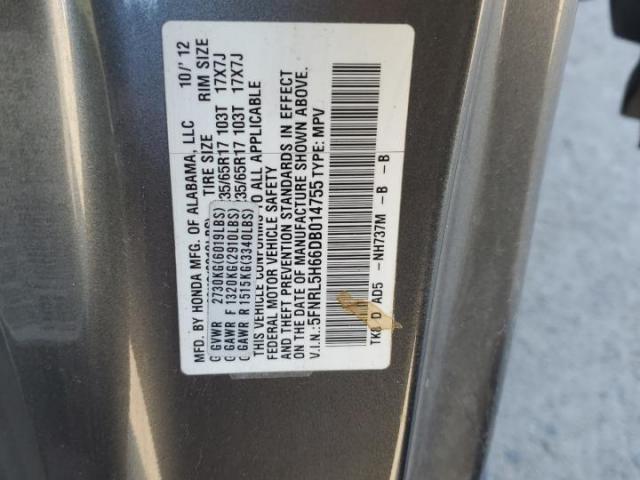 MFD. BY HONDA MFG. OF ALABAMA, LLC 10/'12
TIRE SIZE RIM SIZE
G GVWR 2730KG(6019LBS)
G GAWR F 1320KG(2910LBS) 35/65R17 103T 17X7J
G GAWR R 1515KG(3340LBS) 35/65R17 103T 17X7J
THIS VEHICLE CONFORMS TO ALL APPLICABLE
FEDERAL MOTOR VEHICLE SAFETY
AND THEFT PREVENTION STANDARDS IN EFFECT
ON THE DATE OF MANUFACTURE SHOWN ABOVE.
V.I.N.: 5FNRL5H66DB014755 TYPE: MPV
TK8 D AD5 -NH737M -B -B